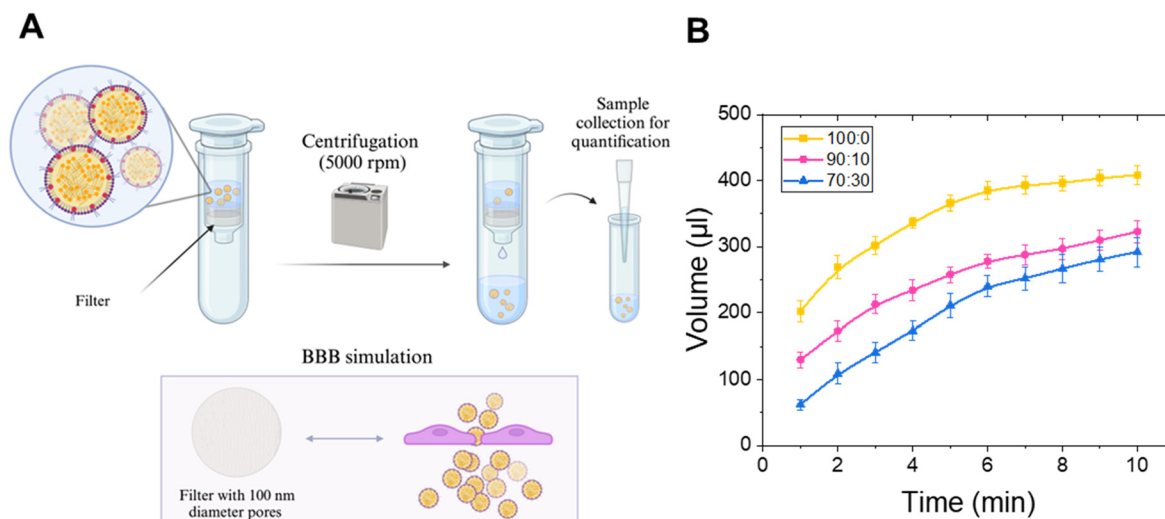 A
Centrifugation
(5000 rpm)
Sample
collection for
quantification
Filter
BBB simulation
Filter with 100 nm
diameter pores
B
500
400
300
200
100
0
100:0
90:10
70:30
Volume (µl)
0 2 4 6 8 10
Time (min)